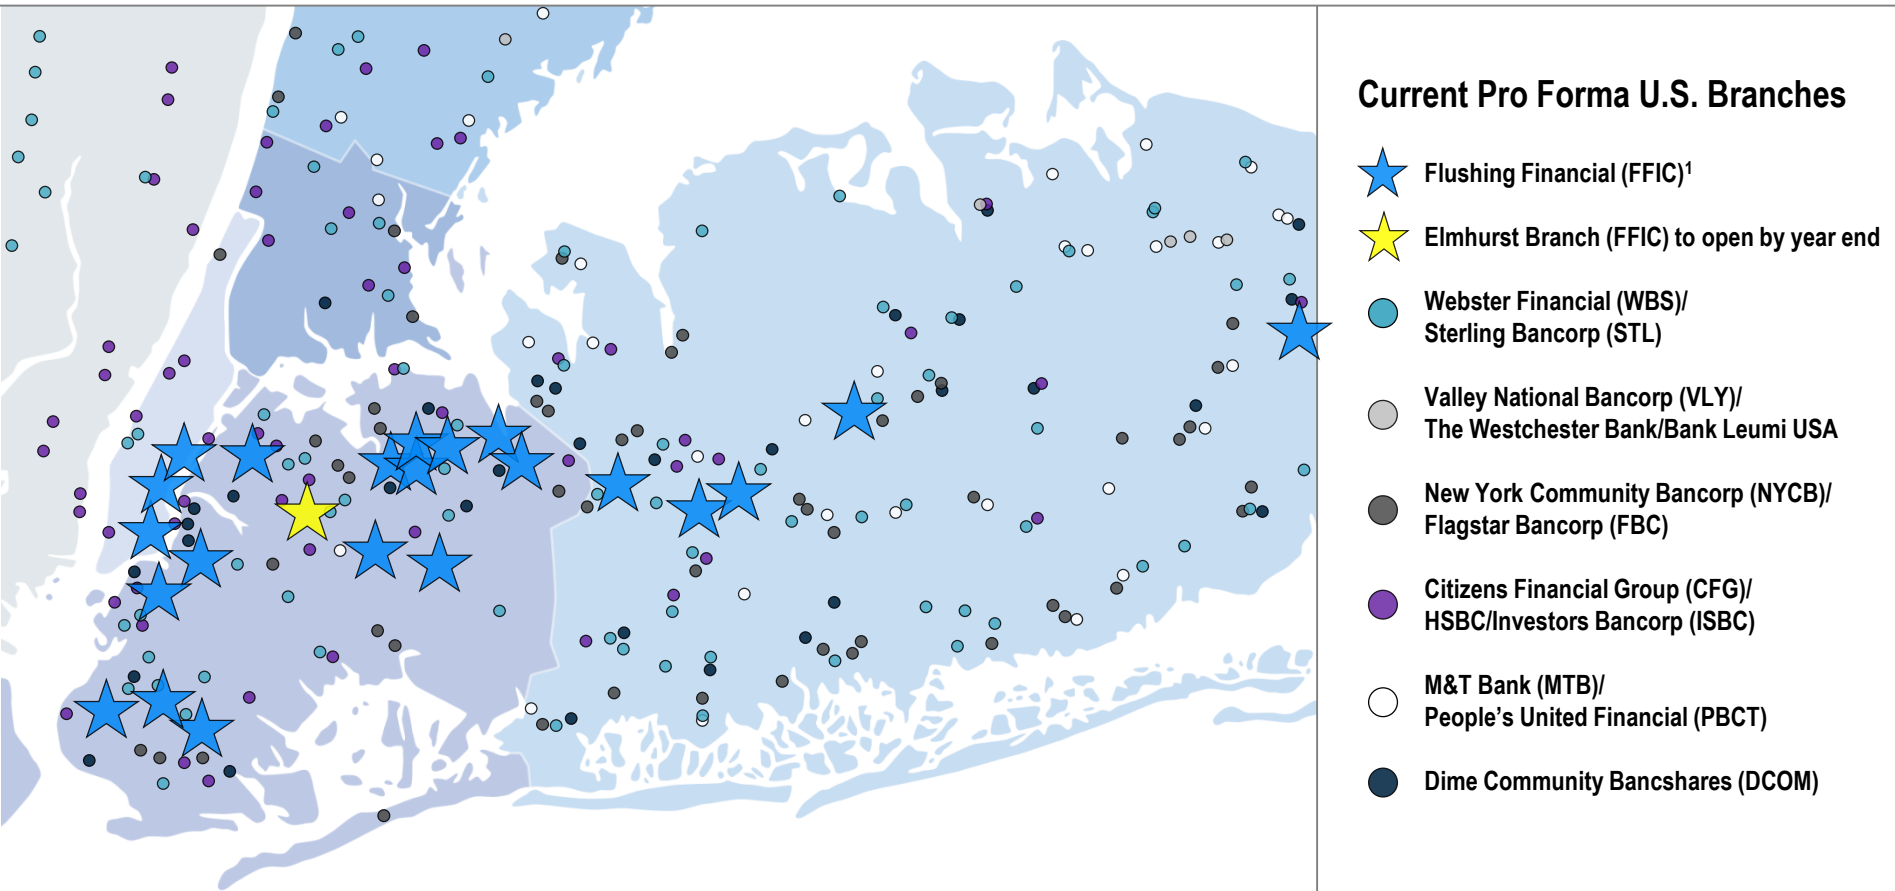 Current Pro Forma U.S. Branches
Flushing Financial (FFIC)¹
Elmhurst Branch (FFIC) to open by year end
Webster Financial (WBS)/
Sterling Bancorp (STL)
Valley National Bancorp (VLY)/
The Westchester Bank/Bank Leumi USA
New York Community Bancorp (NYCB)/
Flagstar Bancorp (FBC)
Citizens Financial Group (CFG)/
HSBC/Investors Bancorp (ISBC)
M&T Bank (MTB)/
People’s United Financial (PBCT)
Dime Community Bancshares (DCOM)